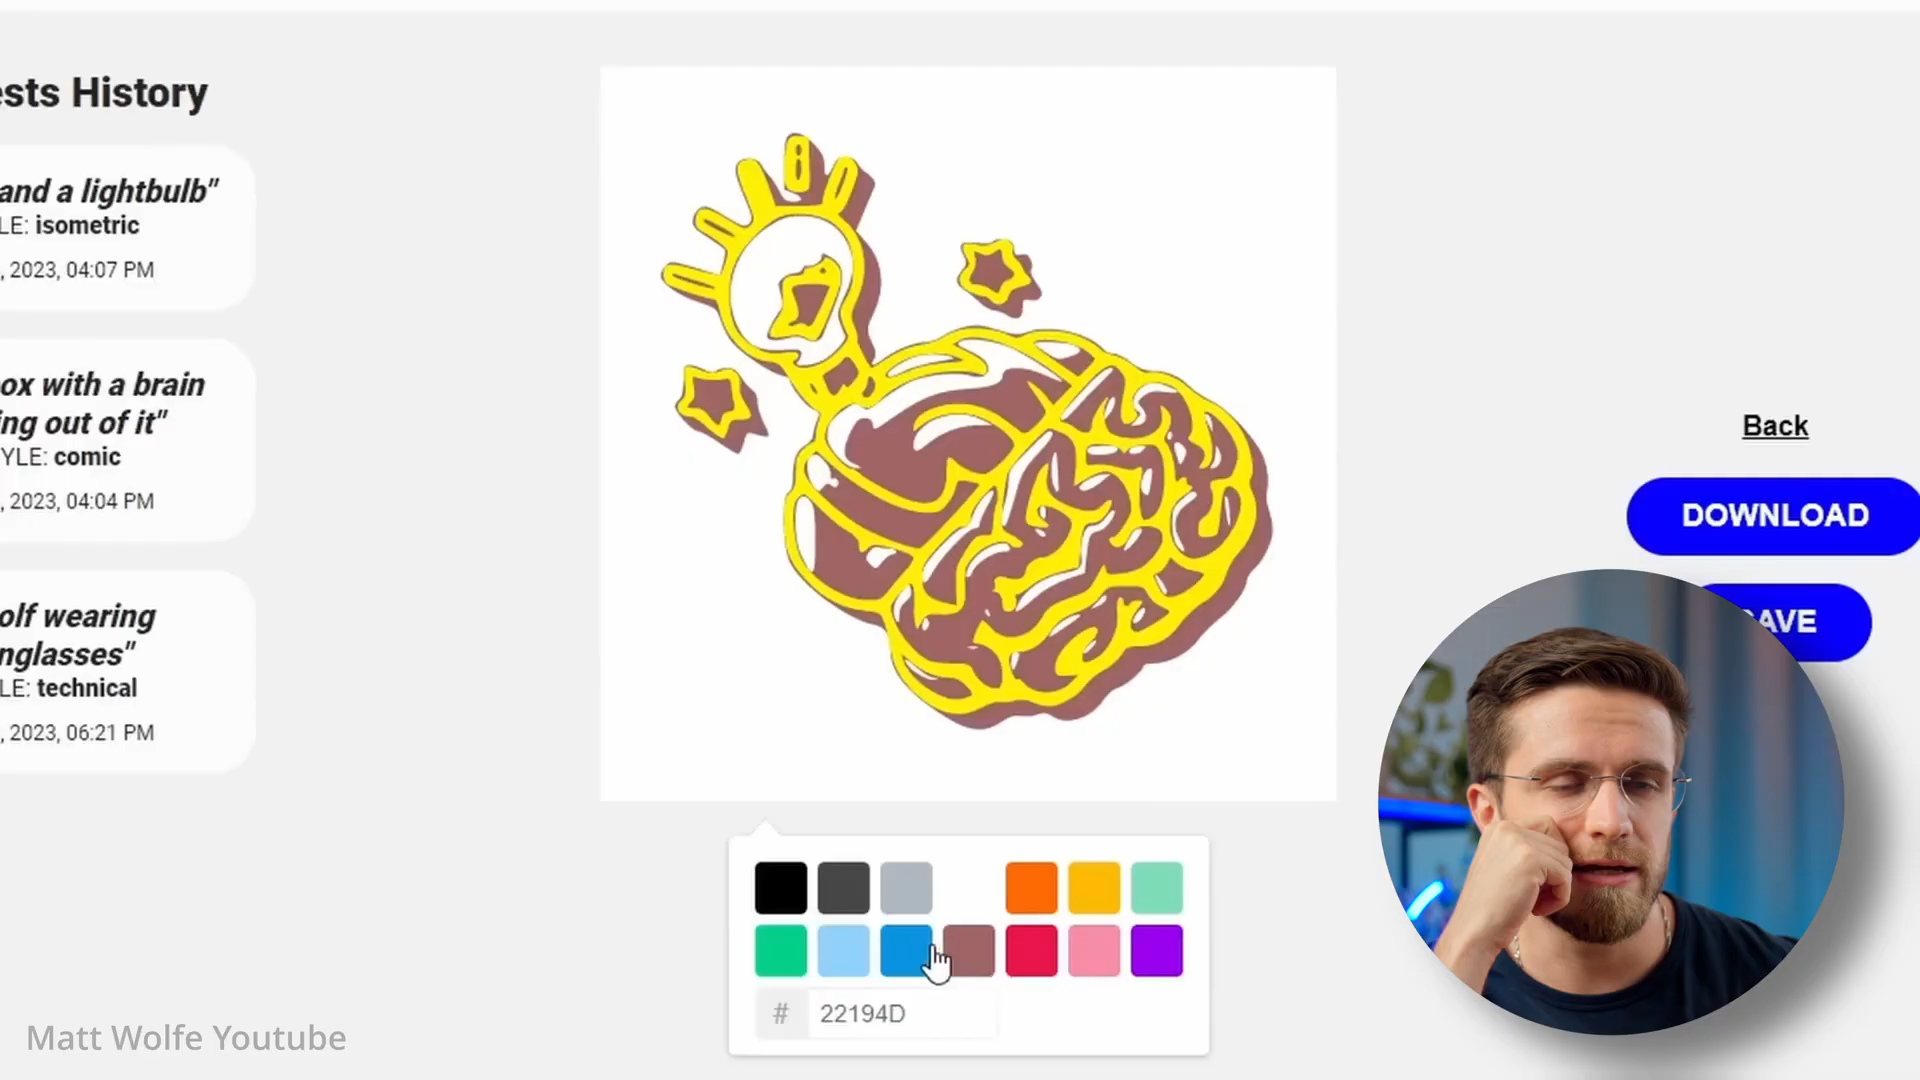 ests History
and a lightbulb"
LE: isometric
, 2023, 04:07 PM
ox with a brain
ing out of it"
YLE: comic
, 2023, 04:04 PM
olf wearing
nglasses"
LE: technical
, 2023, 06:21 PM
Back
DOWNLOAD
AVE
# 22194D
Matt Wolfe Youtube